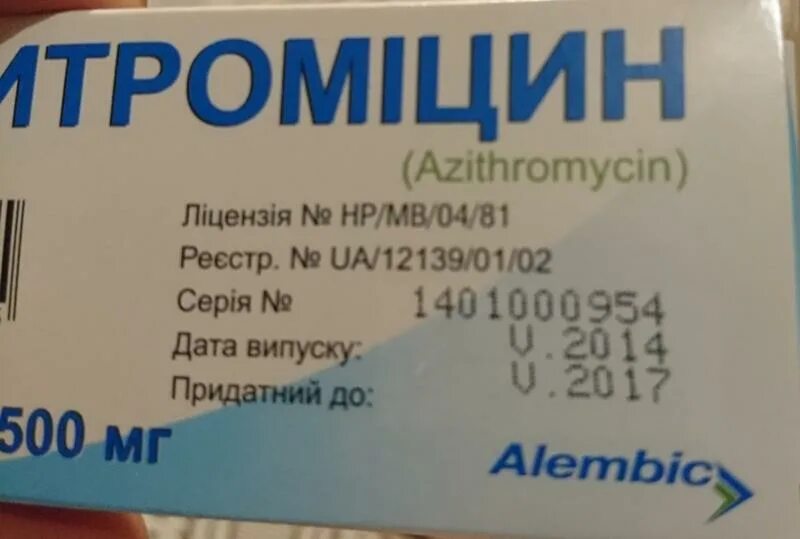 ИТРОМІЦИН
(Azithromycin)
Ліцензія № HP/MB/04/81
Реєстр. № UA/12139/01/02
Серія № 1401000954
Дата випуску: V.2014
Придатний до: V.2017
500 мг
Alembic